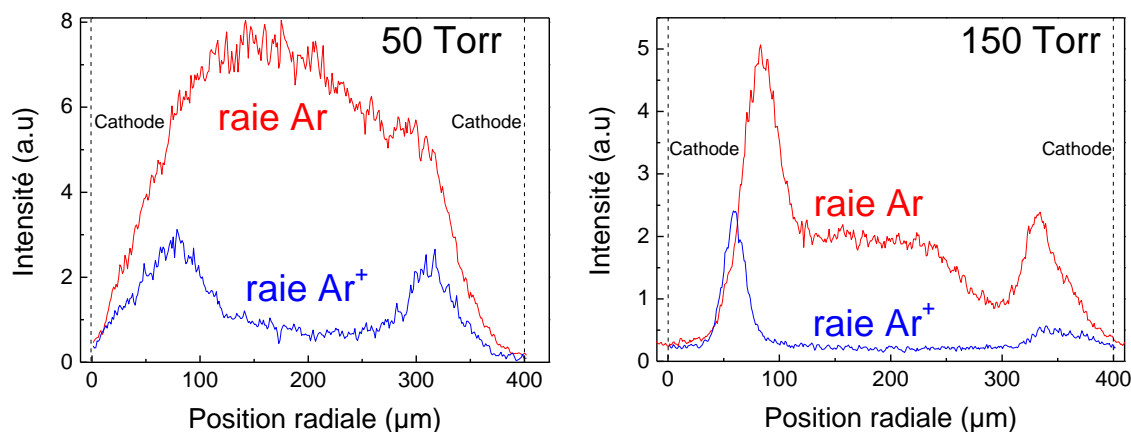 50 Torr
raie Ar
Cathode
Cathode
raie Ar+
Intensité (a.u)
8
6
4
2
0
0 100 200 300 400
Position radiale (µm)
150 Torr
Cathode
Cathode
raie Ar
raie Ar+
Intensité (a.u)
5
4
3
2
1
0
0 100 200 300 400
Position radiale (µm)